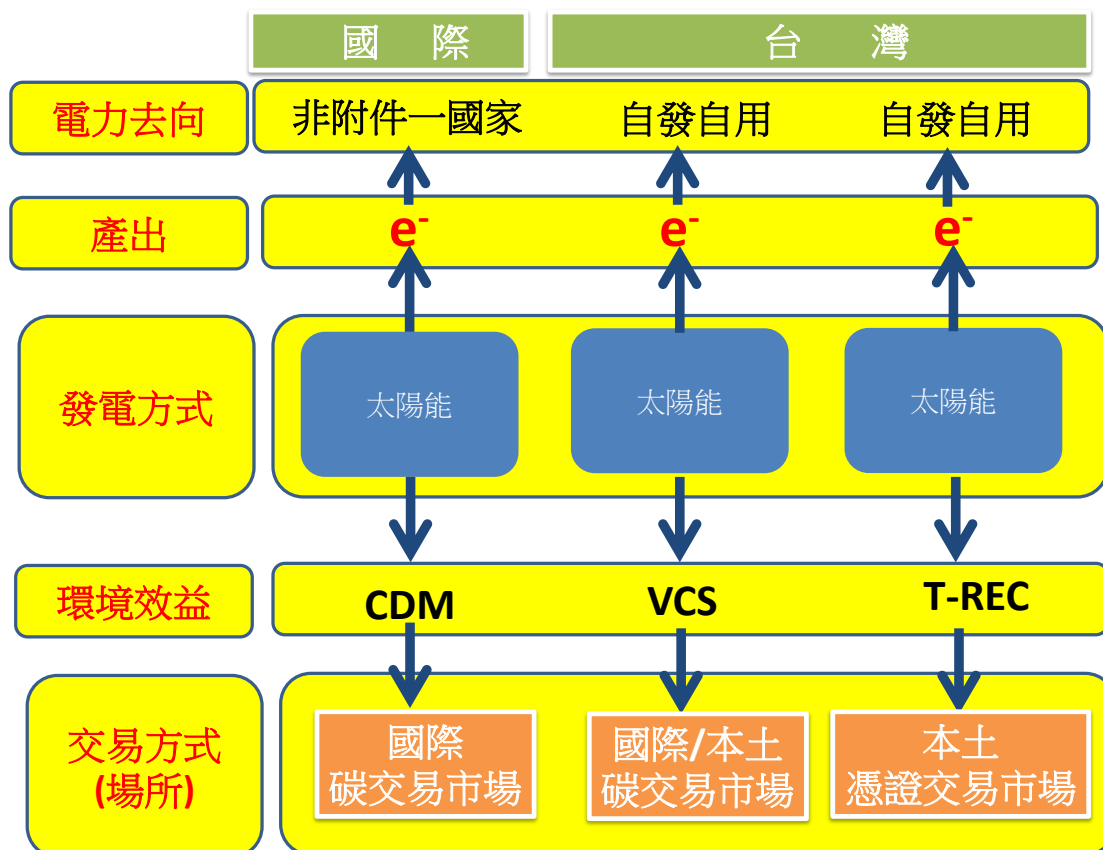 國 際
台 灣
電力去向
非附件一國家
自發自用
自發自用
產出
e-
e-
e-
發電方式
太陽能
太陽能
太陽能
環境效益
CDM
VCS
T-REC
交易方式
(場所)
國際
碳交易市場
國際/本土
碳交易市場
本土
憑證交易市場